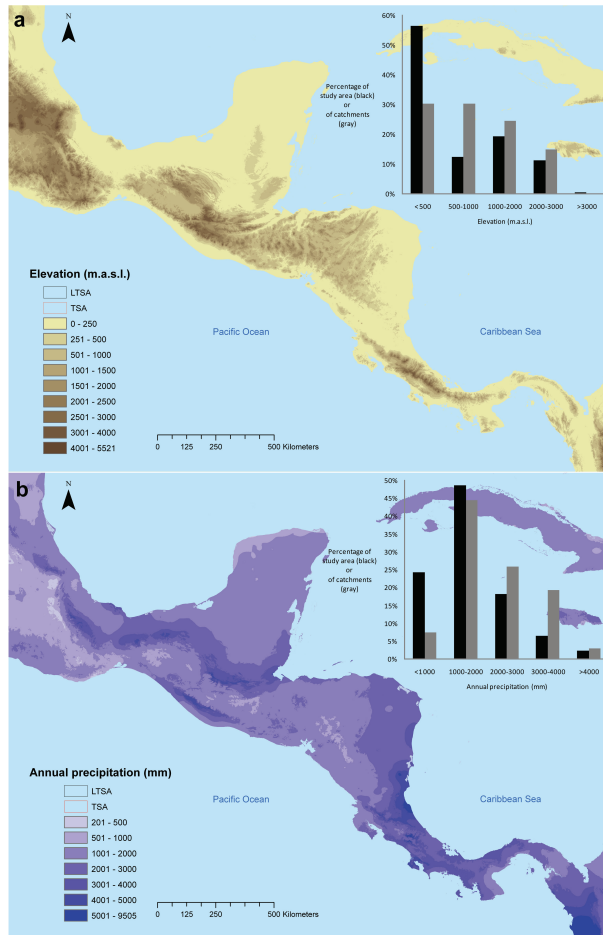 a
N
60%
50%
40%
30%
20%
10%
0%
Percentage of
study area (black)
or
of catchments
(gray)
<500
500-1000
1000-2000
2000-3000
>3000
Elevation (m.a.s.l.)
Elevation (m.a.s.l.)
LTSA
TSA
0 - 250
251 - 500
501 - 1000
1001 - 1500
1501 - 2000
2001 - 2500
2501 - 3000
3001 - 4000
4001 - 5521
Pacific Ocean
Caribbean Sea
0 125 250 500 Kilometers
b
N
50%
45%
40%
35%
30%
25%
20%
15%
10%
5%
0%
Percentage of
study area (black)
or
of catchments
(gray)
<1000
1000-2000
2000-3000
3000-4000
>4000
Annual precipitation (mm)
Annual precipitation (mm)
LTSA
TSA
201 - 500
501 - 1000
1001 - 2000
2001 - 3000
3001 - 4000
4001 - 5000
5001 - 9505
Pacific Ocean
Caribbean Sea
0 125 250 500 Kilometers